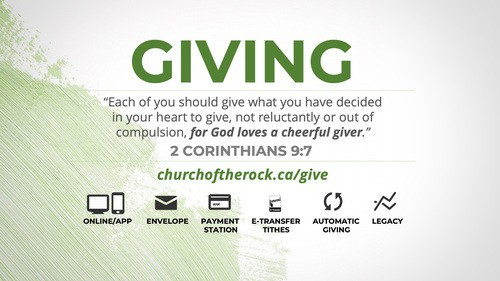 GIVING
“Each of you should give what you have decided
in your heart to give, not reluctantly or out of
compulsion, for God loves a cheerful giver.”
2 CORINTHIANS 9:7
churchoftherock.ca/give
ONLINE/APP ENVELOPE PAYMENT STATION E-TRANSFER TITHES AUTOMATIC GIVING LEGACY